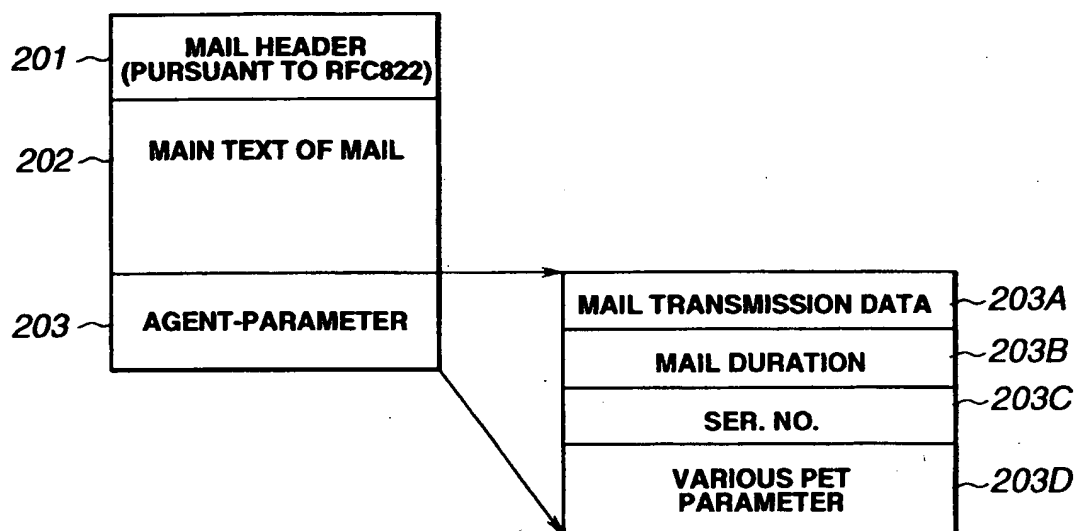 201
MAIL HEADER
(PURSUANT TO RFC822)
202
MAIN TEXT OF MAIL
203
AGENT-PARAMETER
MAIL TRANSMISSION DATA
203A
MAIL DURATION
203B
SER. NO.
203C
VARIOUS PET
PARAMETER
203D